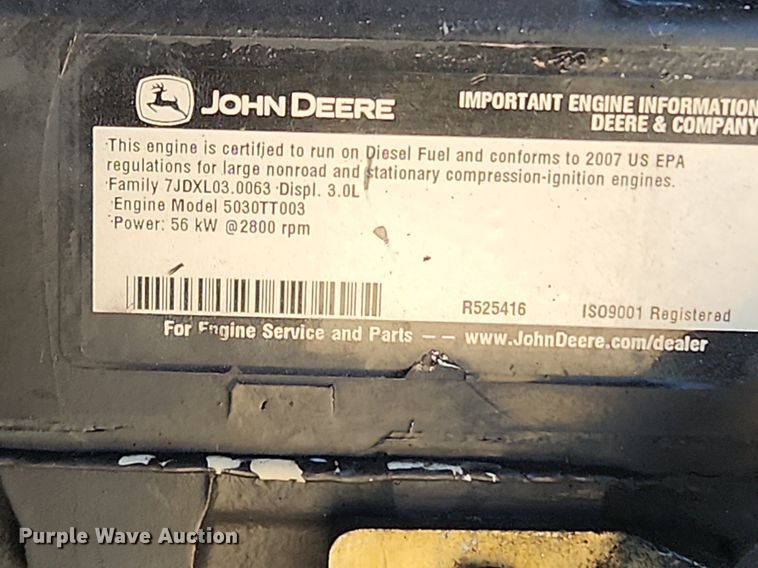 JOHN DEERE
IMPORTANT ENGINE INFORMATION
DEERE & COMPANY
This engine is certified to run on Diesel Fuel and conforms to 2007 US EPA
regulations for large nonroad and stationary compression-ignition engines.
Family 7JDXL03.0063 Displ. 3.0L
Engine Model 5030TT003
Power: 56 kW @2800 rpm
R525416 ISO9001 Registered
For Engine Service and Parts – – www.JohnDeere.com/dealer
Purple Wave Auction